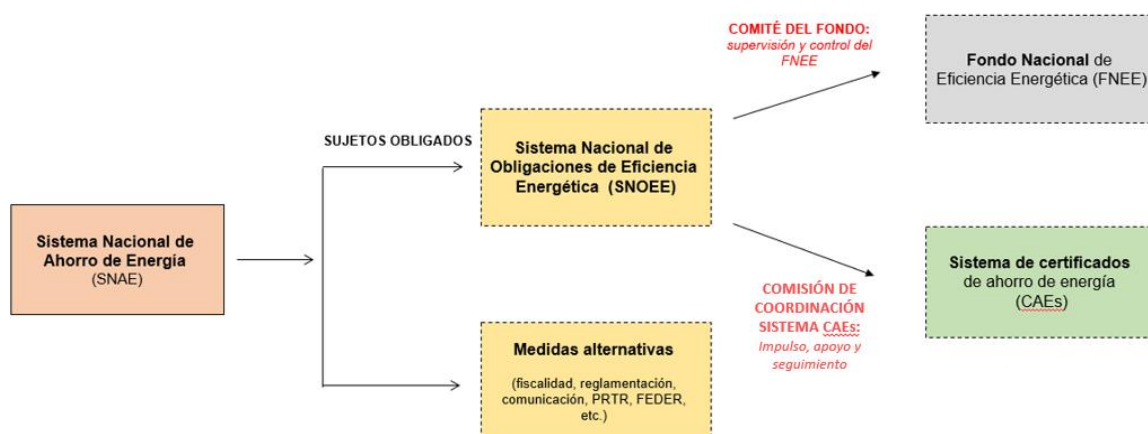 COMITÉ DEL FONDO:
supervisión y control del
FNEE
Fondo Nacional de
Eficiencia Energética (FNEE)
SUJETOS OBLIGADOS
Sistema Nacional de
Obligaciones de Eficiencia
Energética (SNOEE)
Sistema Nacional de
Ahorro de Energía
(SNAE)
Sistema de certificados
de ahorro de energía
(CAEs)
COMISIÓN DE
COORDINACIÓN
SISTEMA CAEs:
Impulso, apoyo y
seguimiento
Medidas alternativas
(fiscalidad, reglamentación,
comunicación, PRTR, FEDER,
etc.)